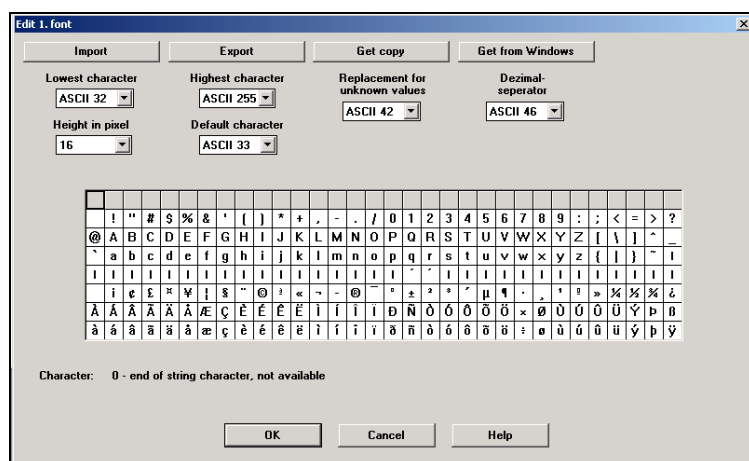 Edit 1. font
Import Export Get copy Get from Windows
Lowest character Highest character Replacement for unknown values Dezimal-seperator
ASCII 32 ASCII 255 ASCII 42 ASCII 46
Height in pixel Default character
16 ASCII 33
! " # $ % & ' ( ) * + , - . / 0 1 2 3 4 5 6 7 8 9 : ; < = > ?
@ A B C D E F G H I J K L M N O P Q R S T U V W X Y Z [ \ ] ^ _
` a b c d e f g h i j k l m n o p q r s t u v w x y z { | } ~ I
I I I I I I I I I I I I I I I I I ´ ´ I I I I I I I I I I I I I
¡ ¢ £ ¤ ¥ ¦ § ¨ © ª « ¬ - ® ¯ ° ± ² ³ ´ µ ¶ · ¸ ¹ º » ¼ ½ ¾ ¿
À Á Â Ã Ä Å Æ Ç È É Ê Ë Ì Í Î Ï Ð Ñ Ò Ó Ô Õ Ö × Ø Ù Ú Û Ü Ý Þ ß
à á â ã ä å æ ç è é ê ë ì í î ï ð ñ ò ó ô õ ö ÷ ø ù ú û ü ý þ ÿ
Character: 0 - end of string character, not available
OK Cancel Help